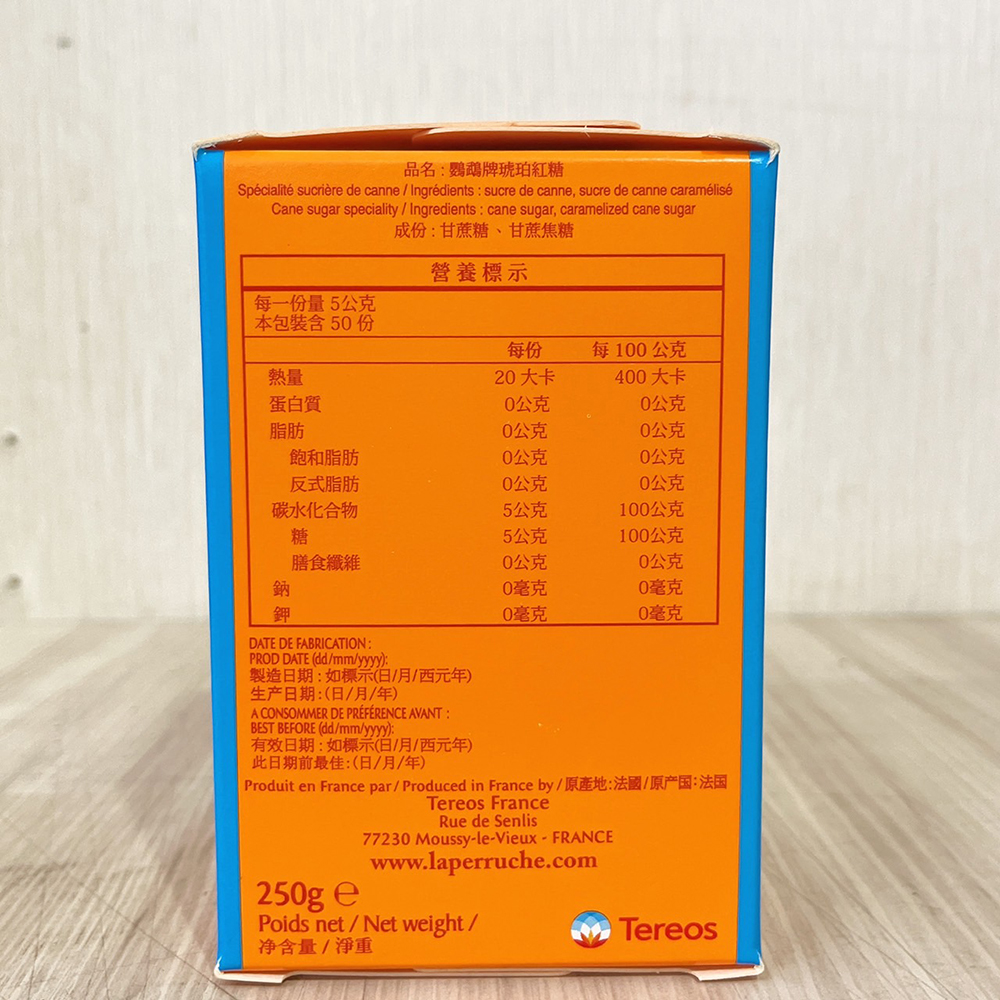 品名：鸚鵡牌琥珀紅糖
Spécialité sucrière de canne / Ingrédients : sucre de canne, sucre de canne caramélisé
Cane sugar speciality / Ingredients : cane sugar, caramelized cane sugar
成份：甘蔗糖、甘蔗焦糖
營養標示
每一份量 5公克
本包裝含 50 份
每份 每 100 公克
熱量 20 大卡 400 大卡
蛋白質 0公克 0公克
脂肪 0公克 0公克
飽和脂肪 0公克 0公克
反式脂肪 0公克 0公克
碳水化合物 5公克 100公克
糖 5公克 100公克
膳食纖維 0公克 0公克
鈉 0毫克 0毫克
鉀 0毫克 0毫克
DATE DE FABRICATION :
PROD DATE (dd/mm/yyyy):
製造日期：如標示(日/月/西元年)
生产日期：(日/月/年)
A CONSOMMER DE PRÉFÉRENCE AVANT :
BEST BEFORE (dd/mm/yyyy):
有效日期：如標示(日/月/西元年)
此日期前最佳：(日/月/年)
Produit en France par / Produced in France by / 原產地：法國 / 原产国：法国
Tereos France
Rue de Senlis
77230 Moussy-le-Vieux - FRANCE
www.laperruche.com
250g ℮
Poids net / Net weight /
净含量 / 淨重
Tereos